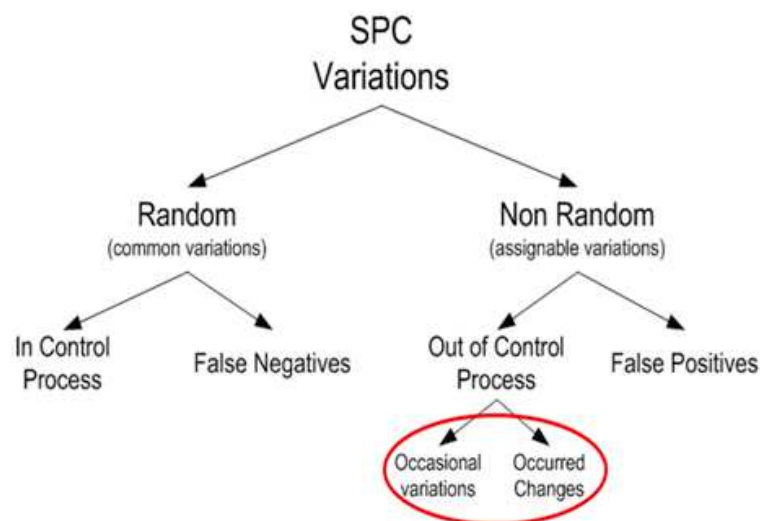 SPC
Variations
Random
(common variations)
Non Random
(assignable variations)
In Control
Process
False Negatives
Out of Control
Process
False Positives
Occasional
variations
Occurred
Changes